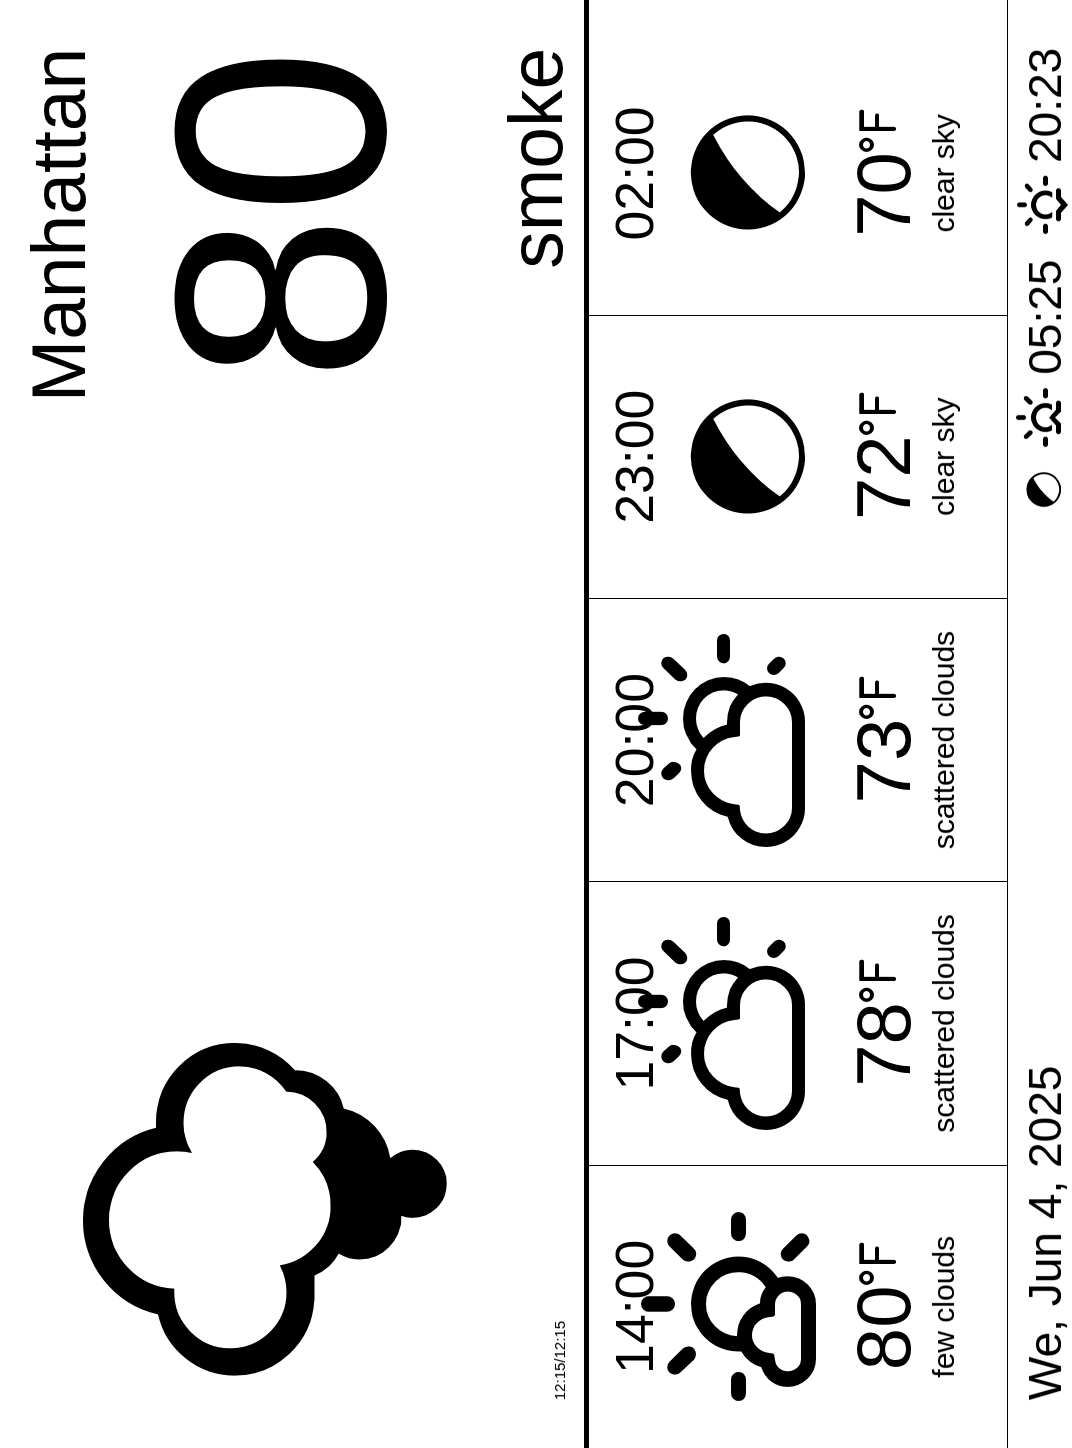 Manhattan
80
smoke
12:15/12:15
14:00
80°F
few clouds
17:00
78°F
scattered clouds
20:00
73°F
scattered clouds
23:00
72°F
clear sky
02:00
70°F
clear sky
We, Jun 4, 2025
05:25
20:23